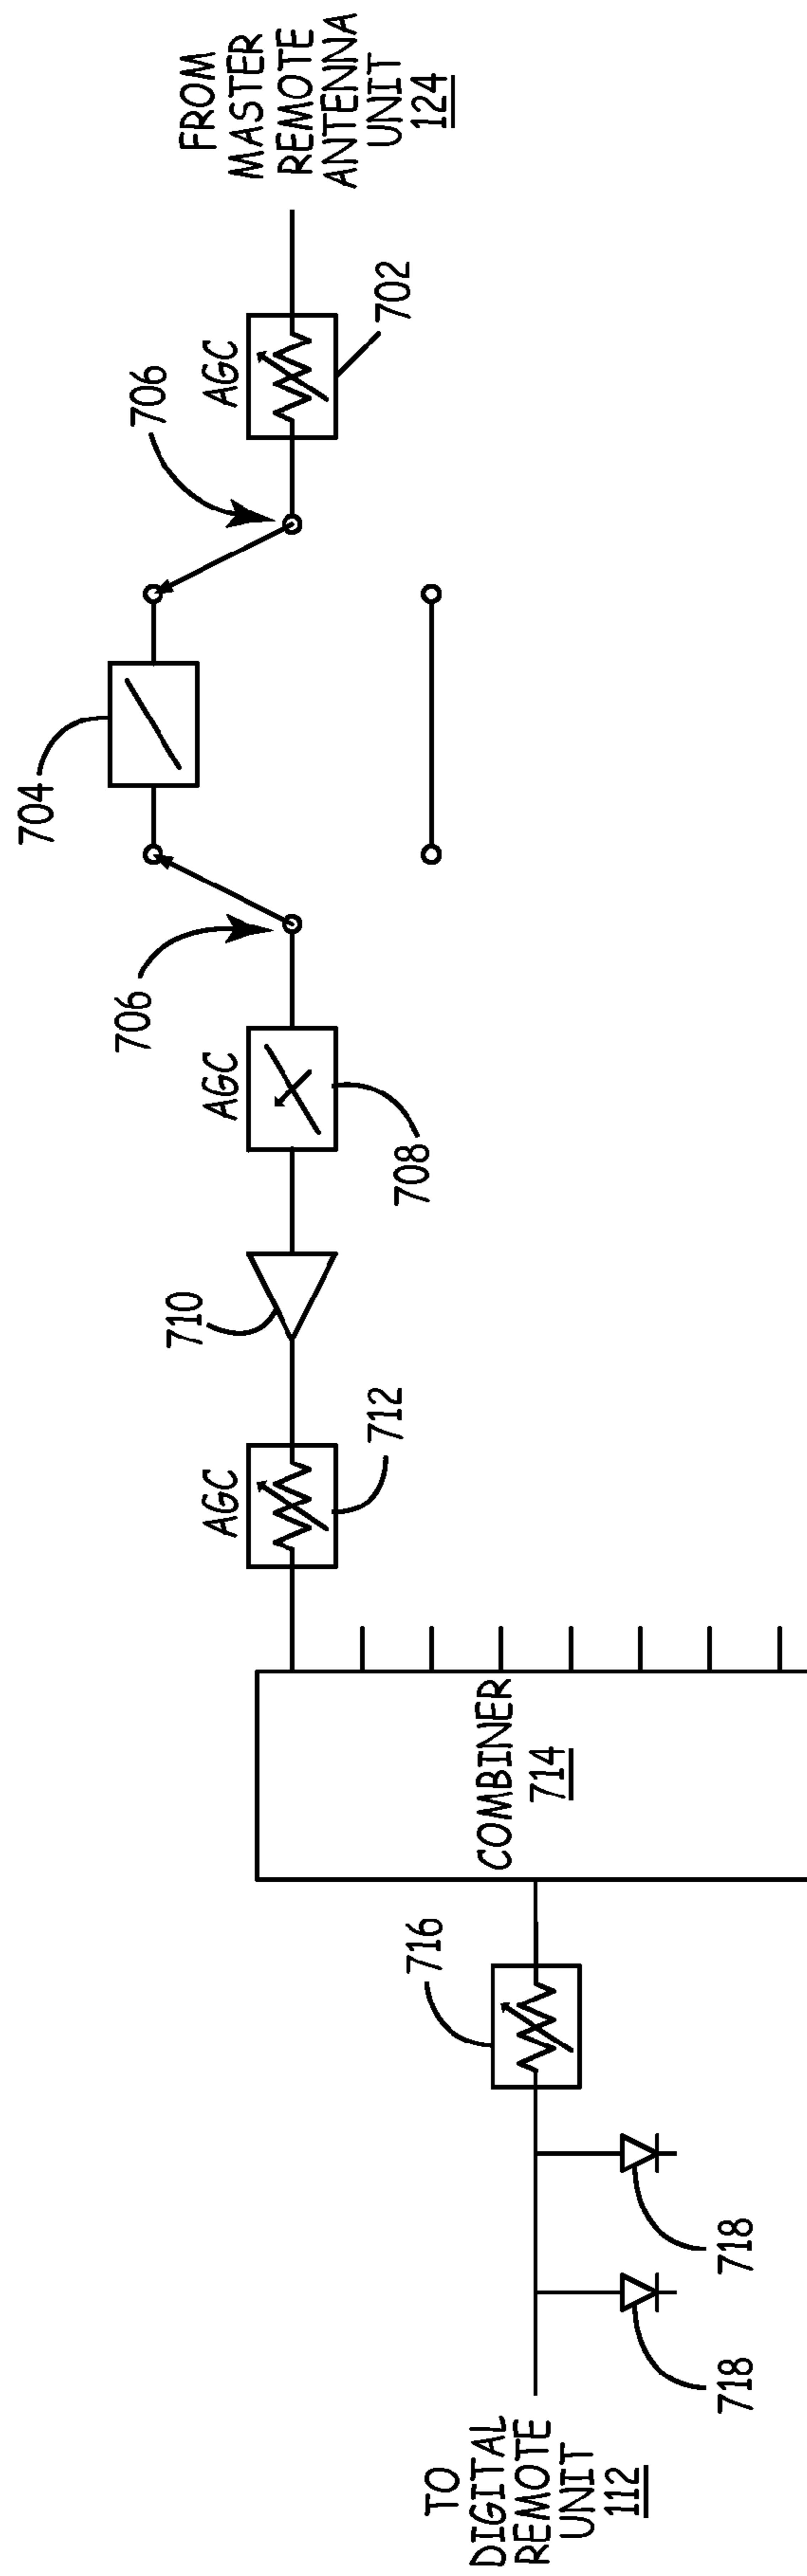 TO
DIGITAL
REMOTE
UNIT
112
718
718
716
COMBINER
714
AGC
712
710
AGC
708
706
704
706
AGC
702
FROM
MASTER
REMOTE
ANTENNA
UNIT
124